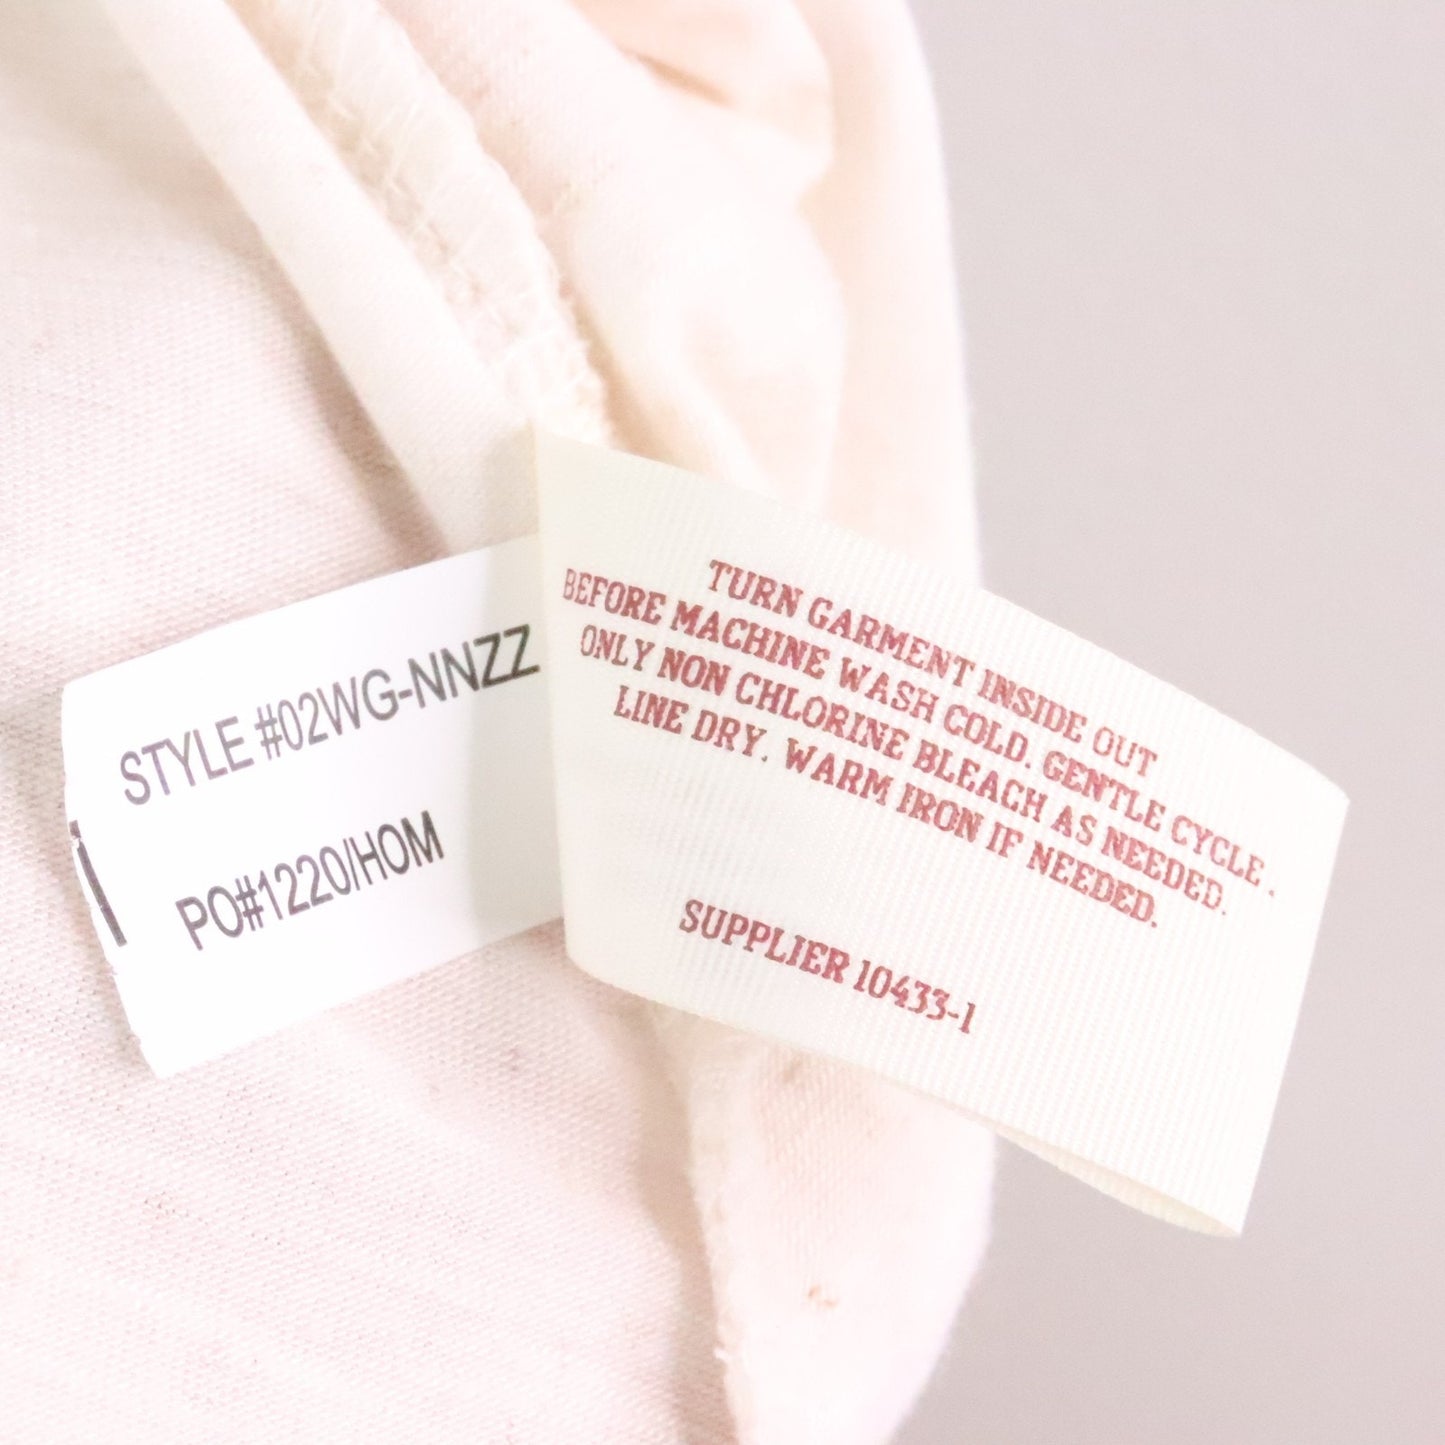 STYLE #02WG-NNZZ
PO#1220/HOM
TURN GARMENT INSIDE OUT
BEFORE MACHINE WASH COLD. GENTLE CYCLE.
ONLY NON CHLORINE BLEACH AS NEEDED.
LINE DRY. WARM IRON IF NEEDED.
SUPPLIER 10433-1